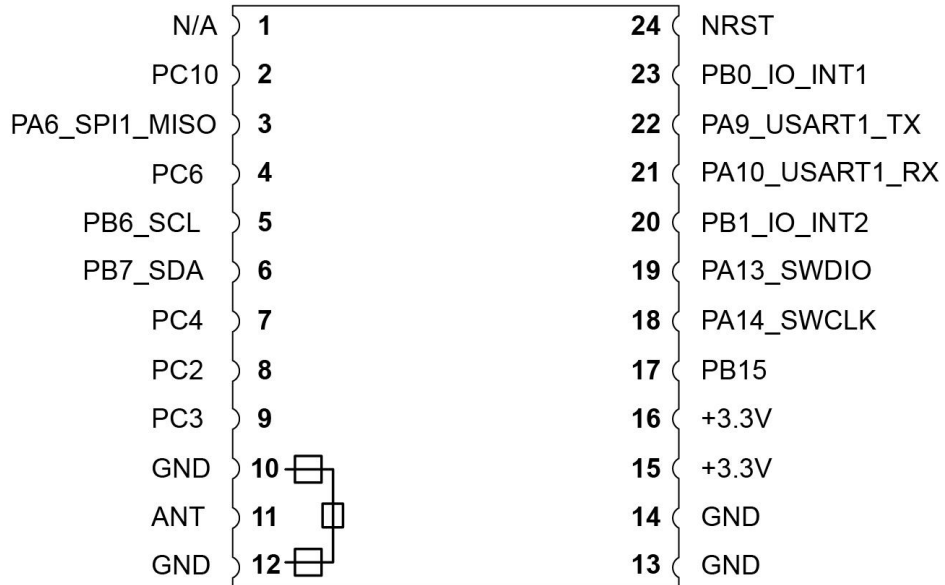 N/A 1 24 NRST
PC10 2 23 PB0_IO_INT1
PA6_SPI1_MISO 3 22 PA9_USART1_TX
PC6 4 21 PA10_USART1_RX
PB6_SCL 5 20 PB1_IO_INT2
PB7_SDA 6 19 PA13_SWDIO
PC4 7 18 PA14_SWCLK
PC2 8 17 PB15
PC3 9 16 +3.3V
GND 10 15 +3.3V
ANT 11 14 GND
GND 12 13 GND